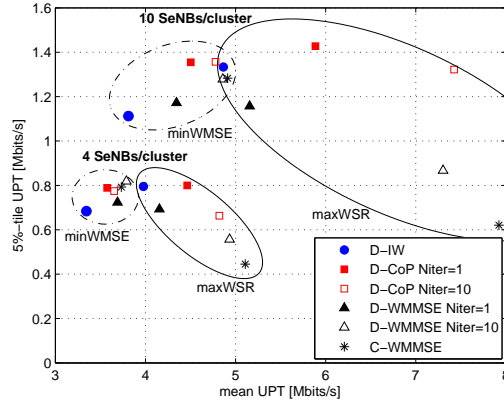 10 SeNBs/cluster
1.6
1.4
1.2
1
0.8
0.6
0.4
0.2
0
5%-tile UPT [Mbits/s]
minWMSE
4 SeNBs/cluster
minWMSE
maxWSR
maxWSR
D-IW
D-CoP Niter=1
D-CoP Niter=10
D-WMMSE Niter=1
D-WMMSE Niter=10
C-WMMSE
3 4 5 6 7 8
mean UPT [Mbits/s]